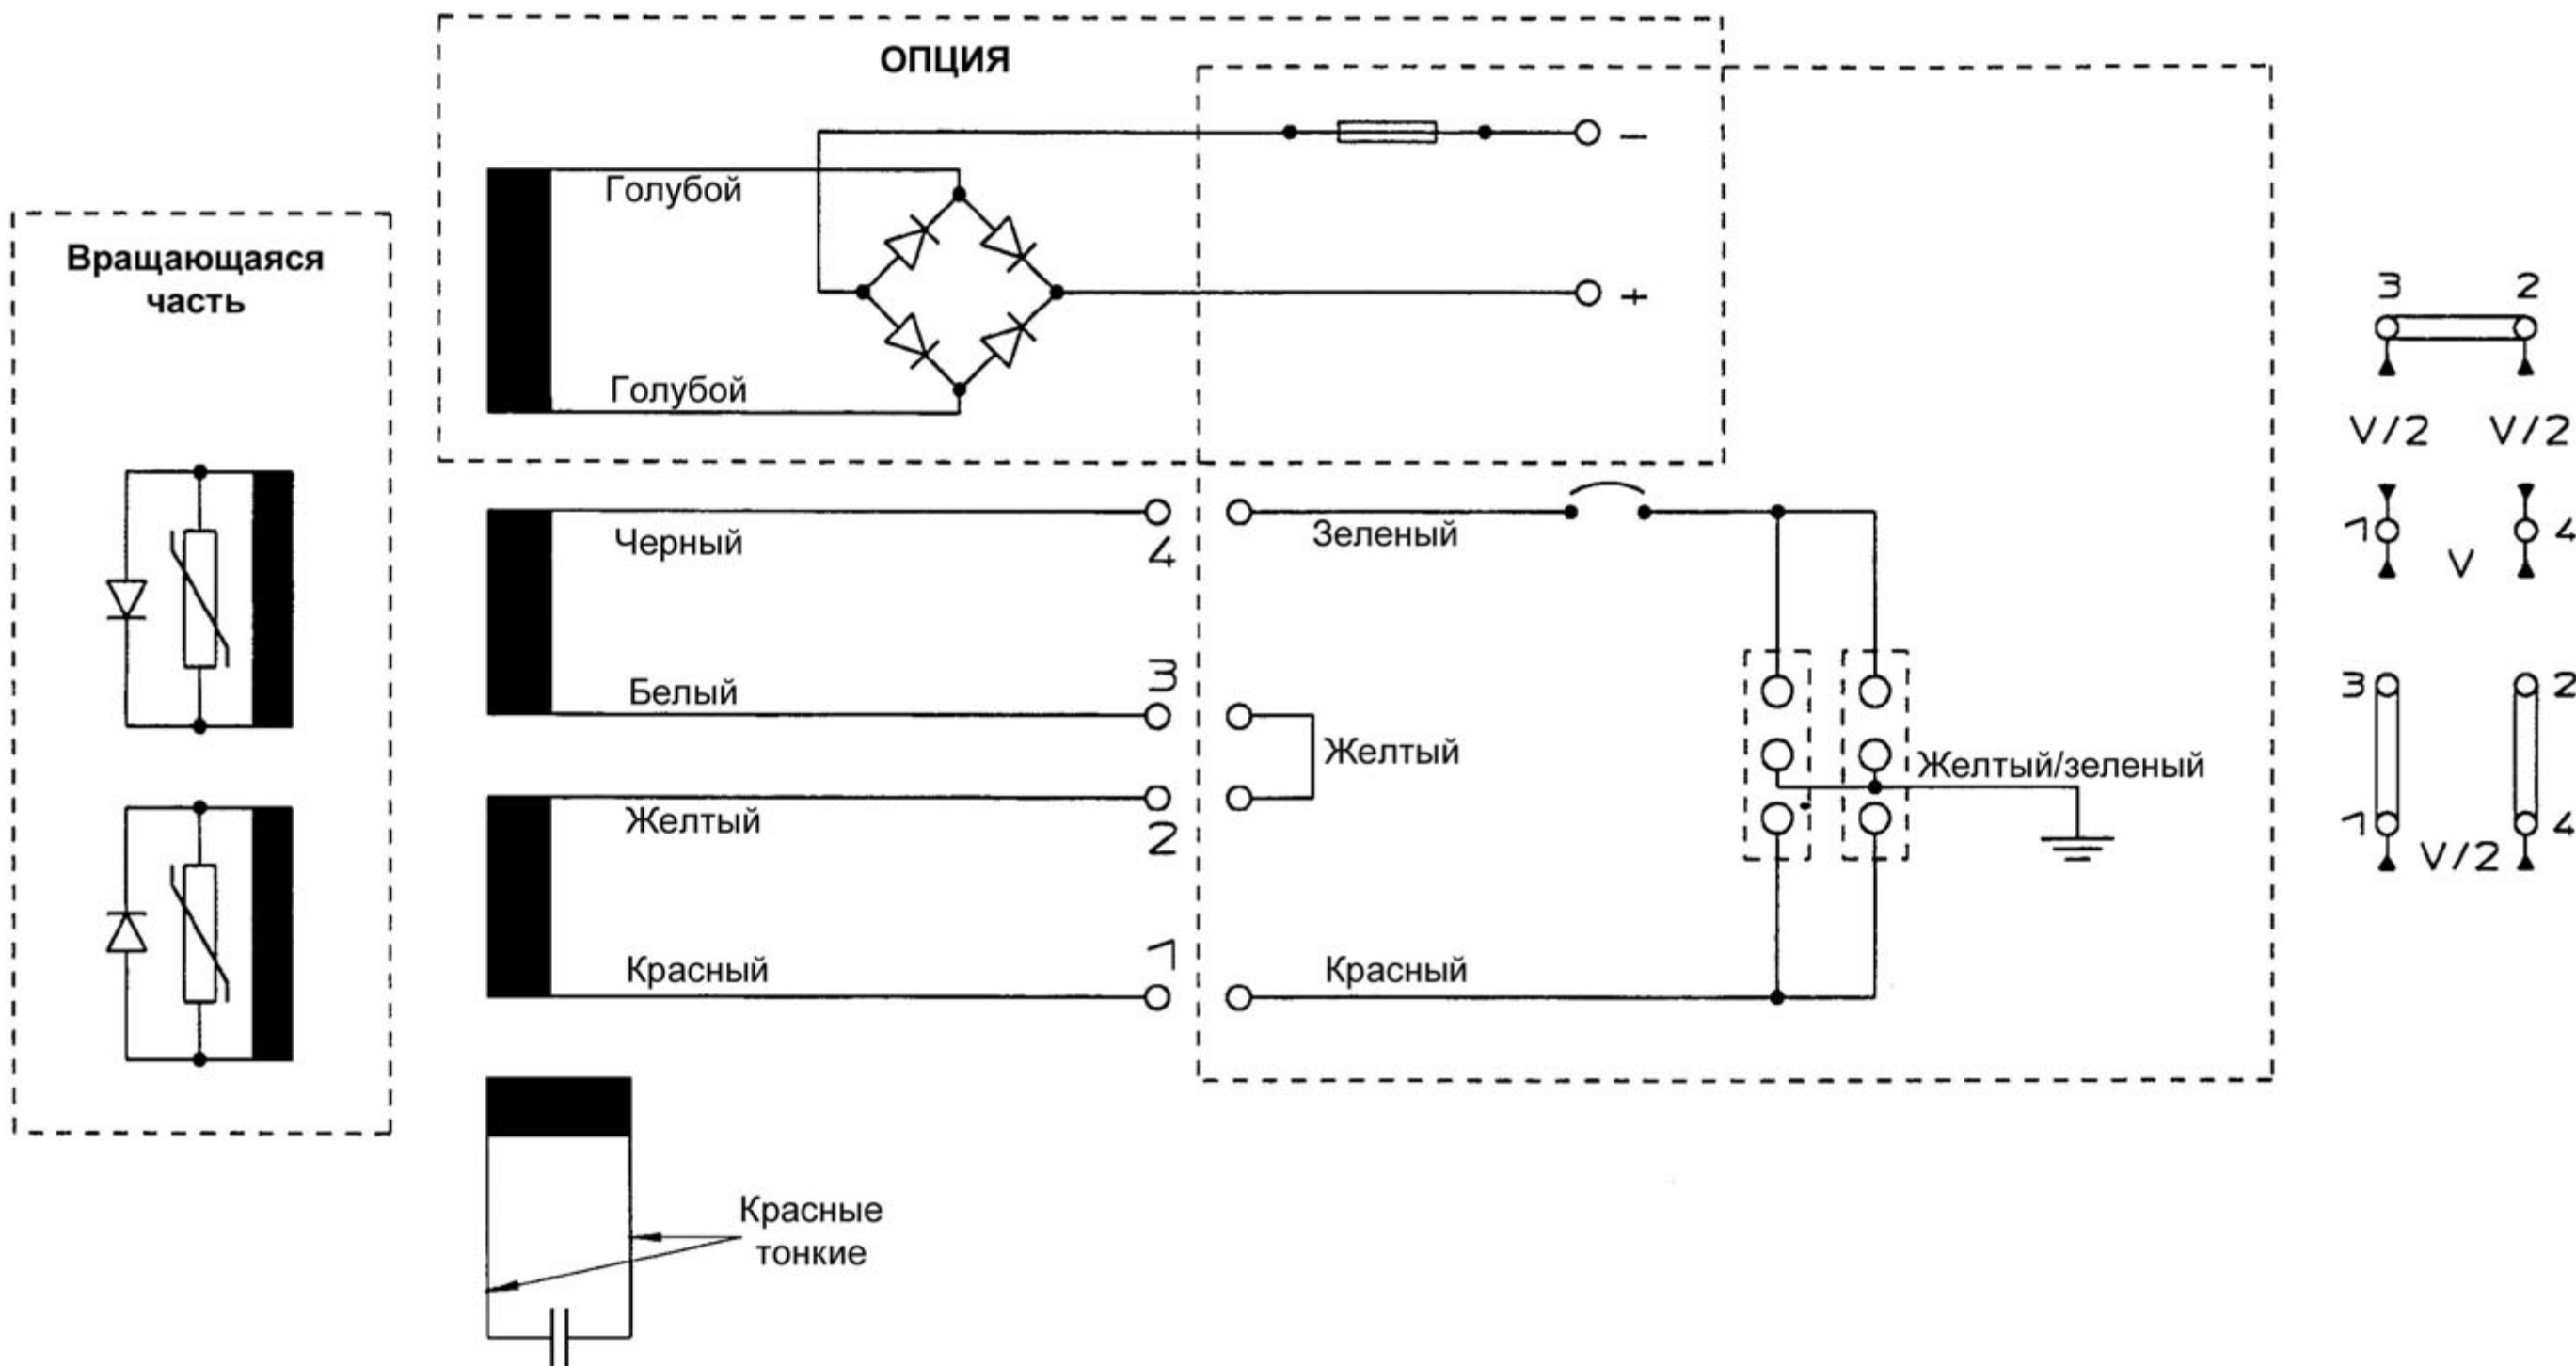 ОПЦИЯ
Голубой
Голубой
−
+
Вращающаяся
часть
Черный
4
3
Белый
Желтый
2
1
Красный
Зеленый
Желтый
Желтый/зеленый
Красный
Красные
тонкие
3 2
V/2 V/2
1 4
V
3 2
1 4
V/2